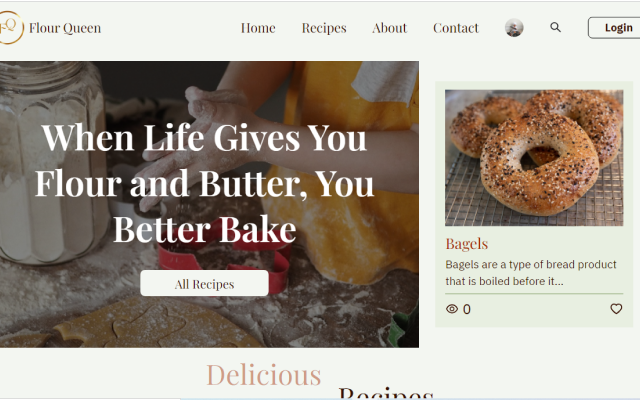 FQ Flour Queen
Home Recipes About Contact Login
When Life Gives You
Flour and Butter, You
Better Bake
All Recipes
Bagels
Bagels are a type of bread product
that is boiled before it...
0
Delicious
Recipes